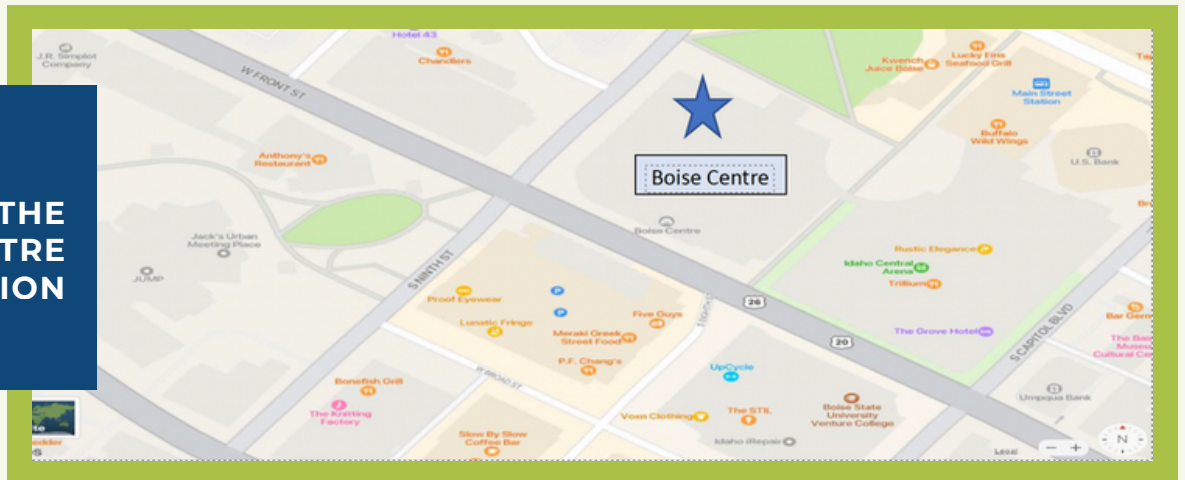 Hotel 43
J.R. Simplot
Company
Chandlers
W FRONT ST
Kwench
Juice Boise
Lucky Fins
Seafood Grill
Main Street
Station
Buffalo
Wild Wings
U.S. Bank
Anthony's
Restaurant
Boise Centre
THE
TRE
ION
Boise Centre
Jack's Urban
Meeting Place
JUMP
S NINTH ST
Rustic Elegance
Idaho Central
Arena
Trillium
Proof Eyewear
P
P
26
Lunatic Fringe
Five Guys
Meraki Greek
Street Food
The Grove Hotel
20
S CAPITOL BLVD
P.F. Chang's
W BROAD ST
UpCycle
Bonefish Grill
The Knitting
Factory
Voxn Clothing
The STIL
Boise State
University
Venture College
Umpqua Bank
Slow By Slow
Coffee Bar
Idaho iRepair
Local
− +
N